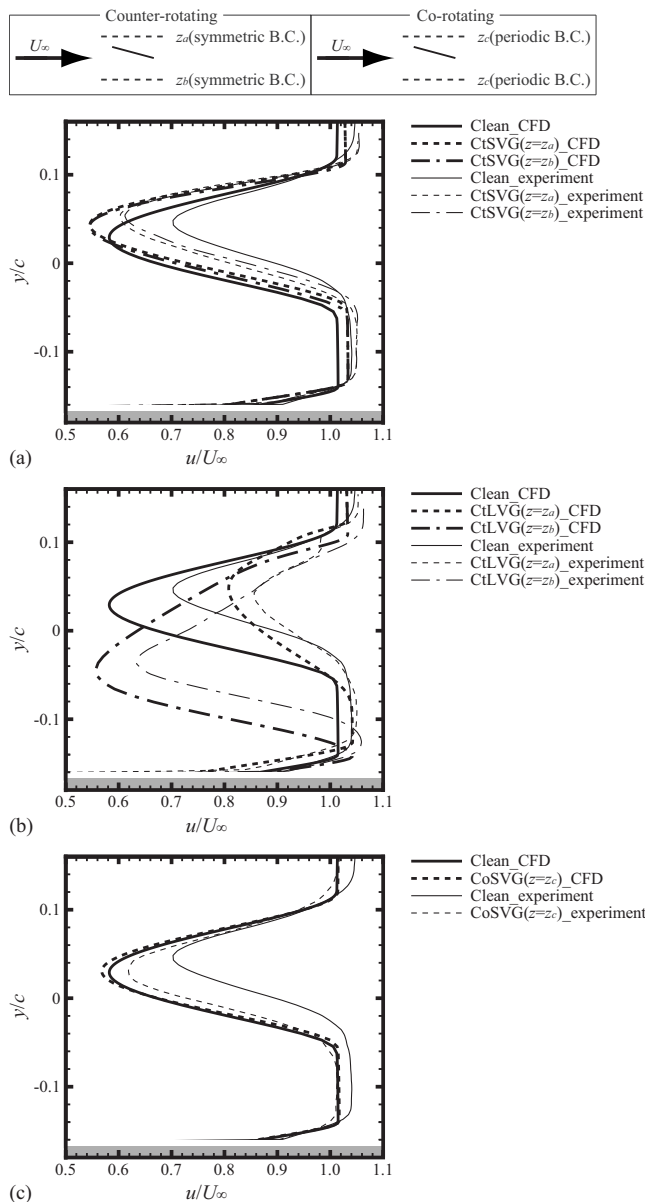 Counter-rotating
Co-rotating
U∞
za(symmetric B.C.)
zb(symmetric B.C.)
U∞
zc(periodic B.C.)
zc(periodic B.C.)
y/c
0.1
0
-0.1
0.5 0.6 0.7 0.8 0.9 1.0 1.1
u/U∞
(a)
Clean_CFD
CtSVG(z=za)_CFD
CtSVG(z=zb)_CFD
Clean_experiment
CtSVG(z=za)_experiment
CtSVG(z=zb)_experiment
y/c
0.1
0
-0.1
0.5 0.6 0.7 0.8 0.9 1.0 1.1
u/U∞
(b)
Clean_CFD
CtLVG(z=za)_CFD
CtLVG(z=zb)_CFD
Clean_experiment
CtLVG(z=za)_experiment
CtLVG(z=zb)_experiment
y/c
0.1
0
-0.1
0.5 0.6 0.7 0.8 0.9 1.0 1.1
u/U∞
(c)
Clean_CFD
CoSVG(z=zc)_CFD
Clean_experiment
CoSVG(z=zc)_experiment